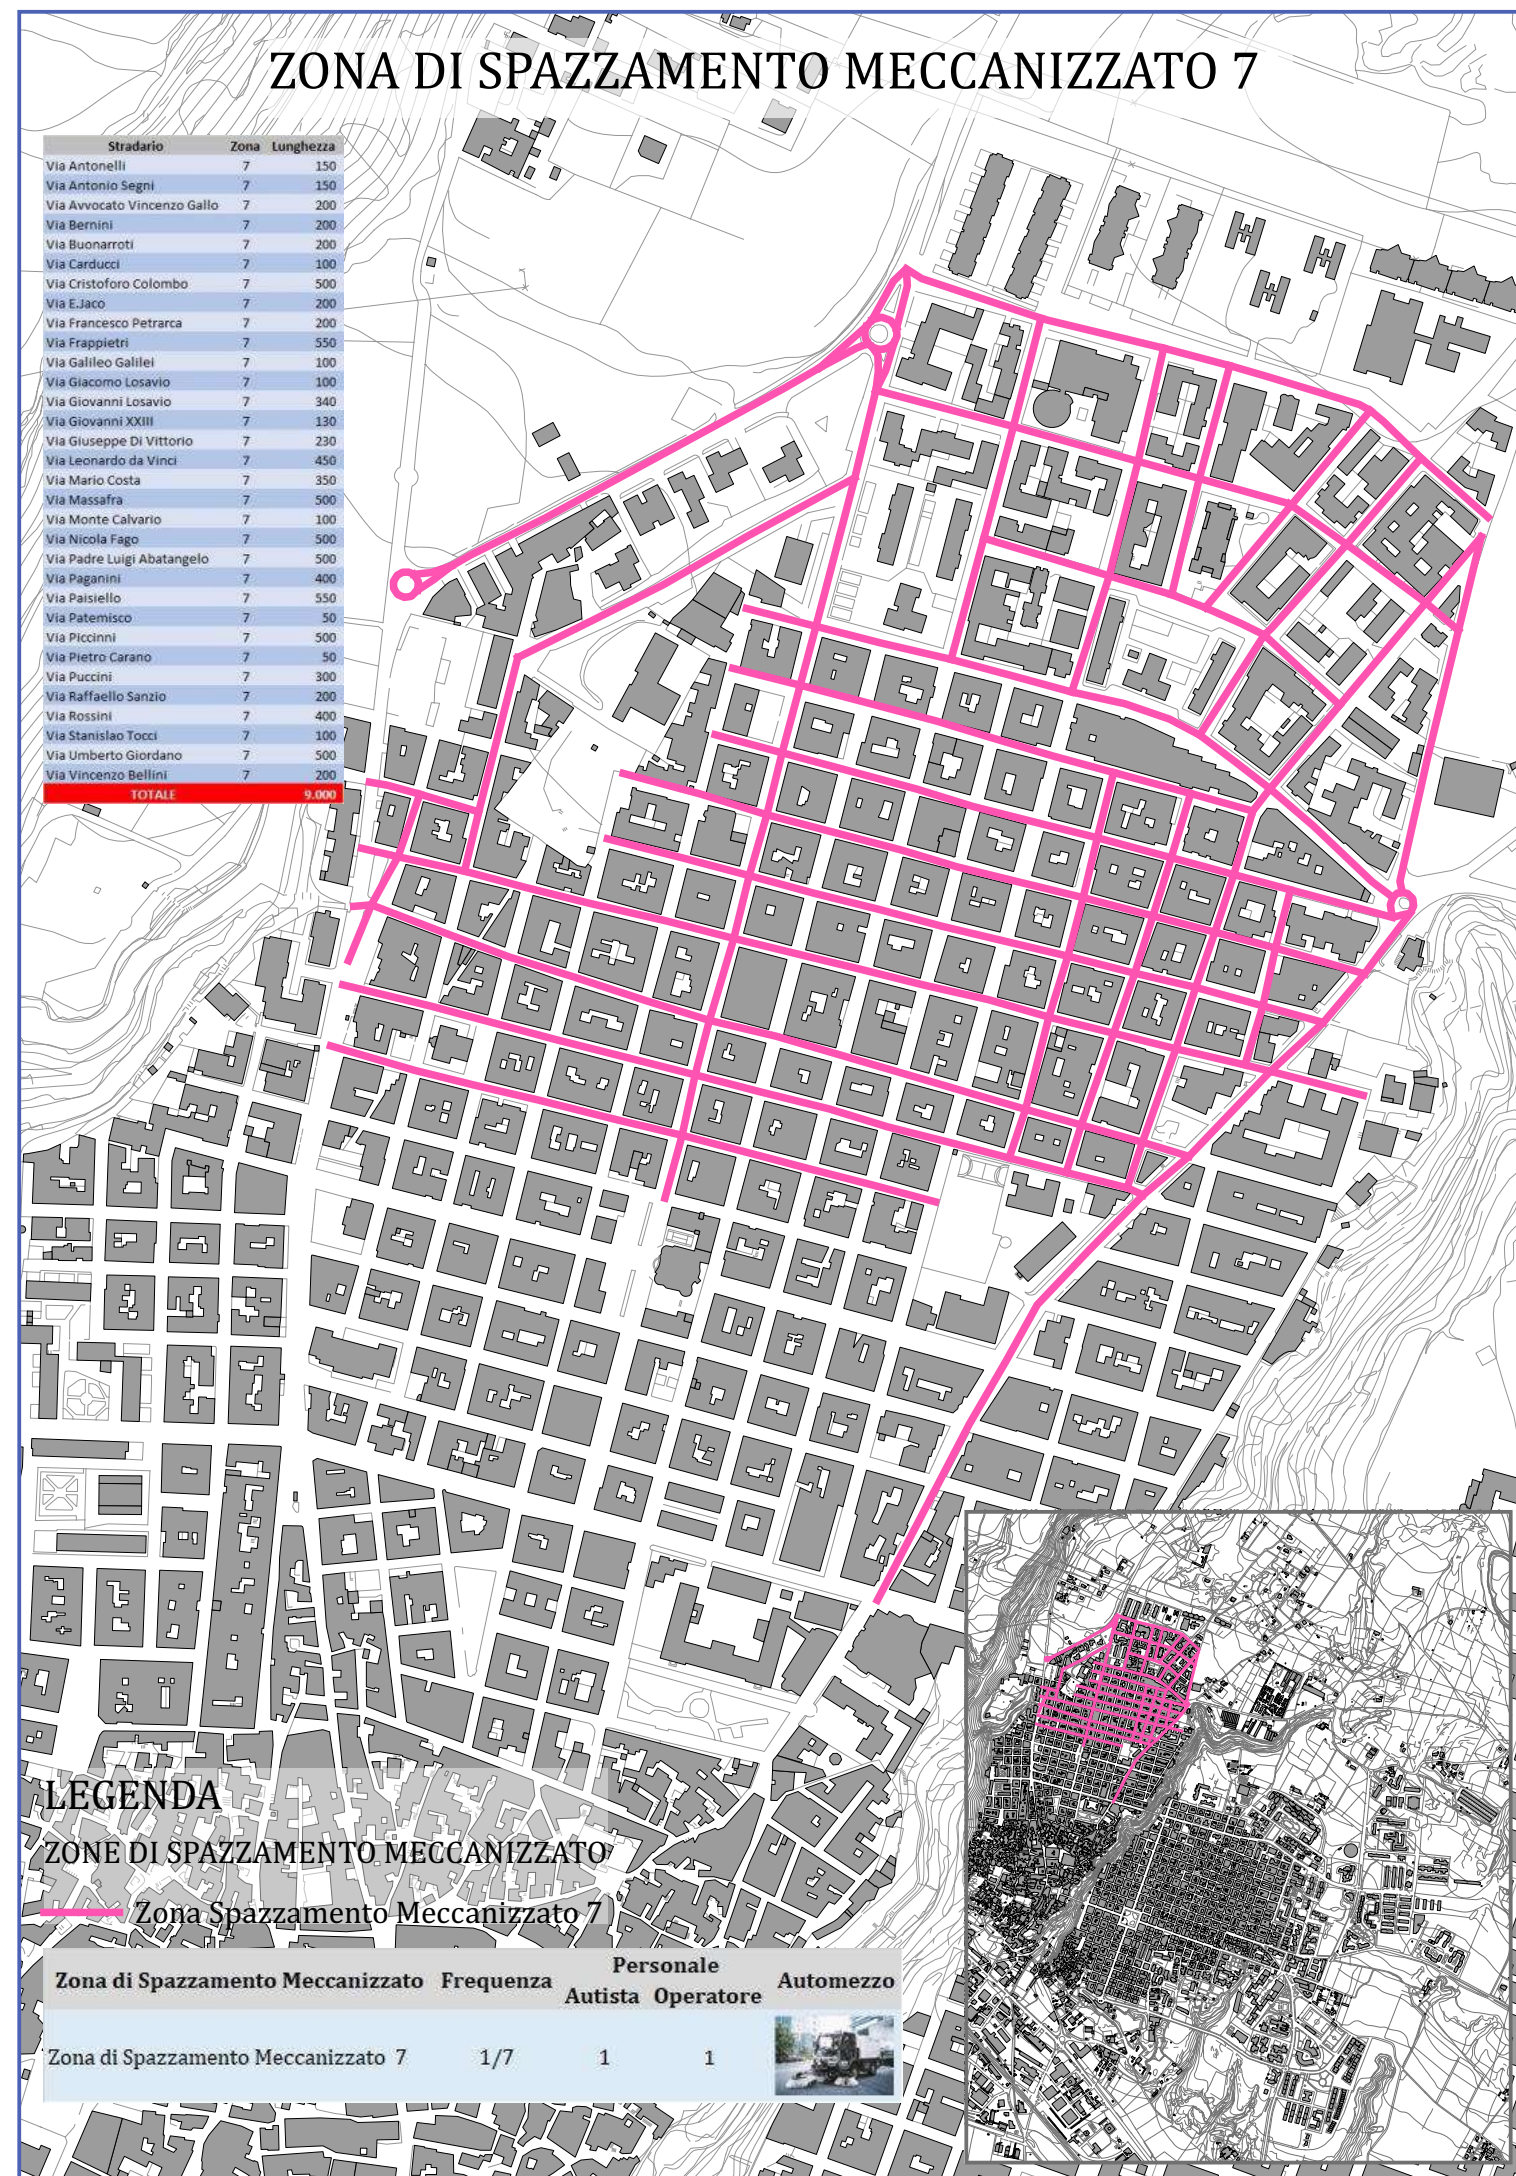 ZONA DI SPAZZAMENTO MECCANIZZATO 7
Stradario Zona Lunghezza
Via Antonelli 7 150
Via Antonio Segni 7 150
Via Avvocato Vincenzo Gallo 7 200
Via Bernini 7 200
Via Buonarroti 7 200
Via Carducci 7 100
Via Cristoforo Colombo 7 500
Via E.Jaco 7 200
Via Francesco Petrarca 7 200
Via Frappietri 7 550
Via Galileo Galilei 7 100
Via Giacomo Losavio 7 100
Via Giovanni Losavio 7 340
Via Giovanni XXIII 7 130
Via Giuseppe Di Vittorio 7 230
Via Leonardo da Vinci 7 450
Via Mario Costa 7 350
Via Massafra 7 500
Via Monte Calvario 7 100
Via Nicola Fago 7 500
Via Padre Luigi Abatangelo 7 500
Via Paganini 7 400
Via Paisiello 7 550
Via Patemisco 7 50
Via Piccinni 7 500
Via Pietro Carano 7 50
Via Puccini 7 300
Via Raffaello Sanzio 7 200
Via Rossini 7 400
Via Stanislao Tocci 7 100
Via Umberto Giordano 7 500
Via Vincenzo Bellini 7 200
TOTALE 9.000
LEGENDA
ZONE DI SPAZZAMENTO MECCANIZZATO
Zona Spazzamento Meccanizzato 7
Zona di Spazzamento Meccanizzato Frequenza Personale Automezzo
Autista Operatore
Zona di Spazzamento Meccanizzato 7 1/7 1 1